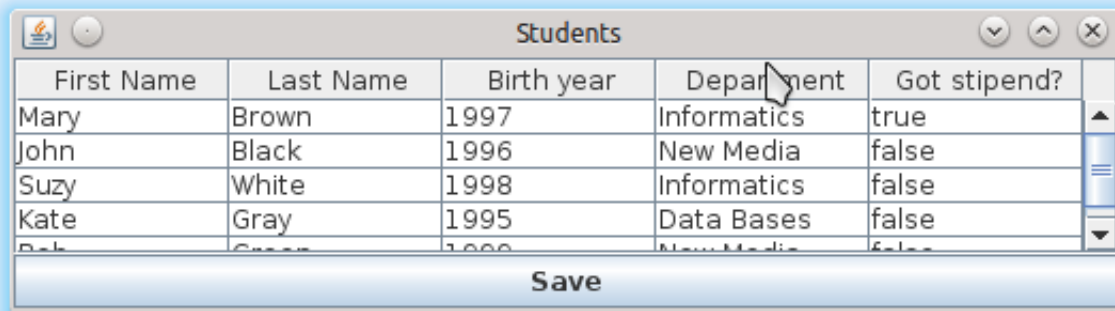 Students
First Name Last Name Birth year Department Got stipend?
Mary Brown 1997 Informatics true
John Black 1996 New Media false
Suzy White 1998 Informatics false
Kate Gray 1995 Data Bases false
Save